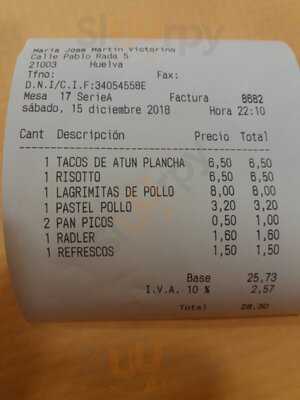 Maria Jose Martin Victorino
Calle Pablo Rada 5
21003 Huelva
Tfno: Fax:
D.N.I/C.I.F:34054558E
Mesa 17 SerieA Factura 8682
sábado, 15 diciembre 2018 Hora 22:10
Cant Descripción Precio Total
1 TACOS DE ATUN PLANCHA 6,50 6,50
1 RISOTTO 6,50 6,50
1 LAGRIMITAS DE POLLO 8,00 8,00
1 PASTEL POLLO 3,20 3,20
2 PAN PICOS 0,50 1,00
1 RADLER 1,60 1,60
1 REFRESCOS 1,50 1,50
Base 25,73
I.V.A. 10 % 2,57
Total 28,30